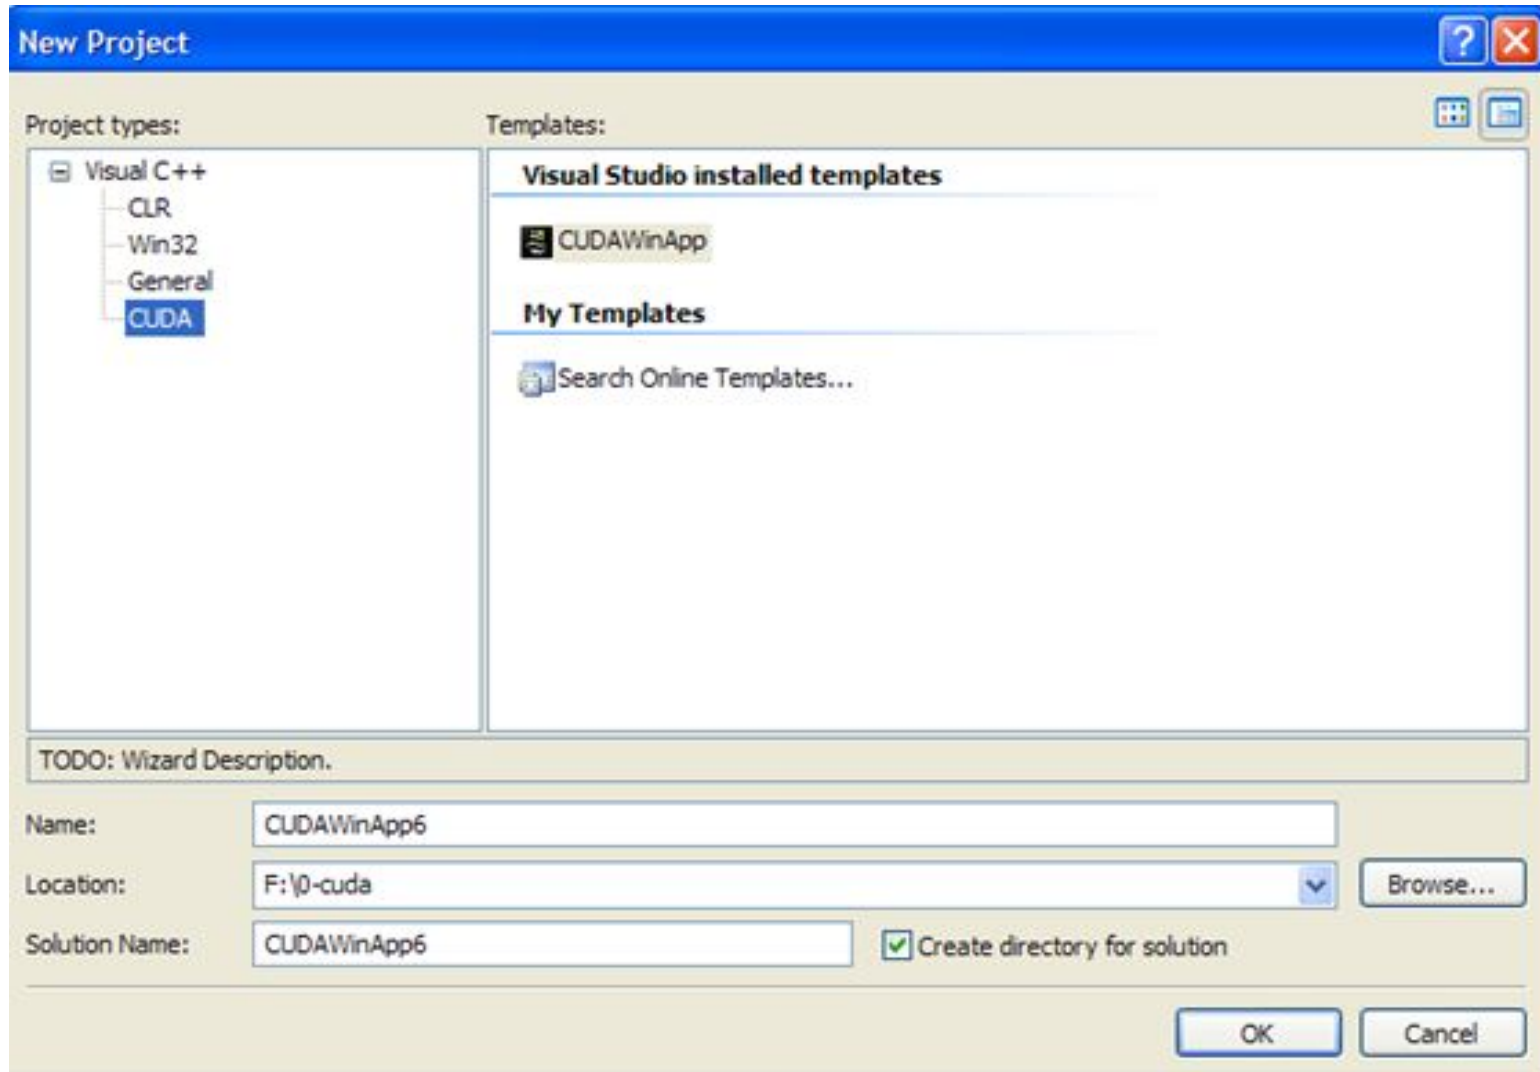 New Project
Project types:
Templates:
Visual C++
CLR
Win32
General
CUDA
Visual Studio installed templates
CUDAWinApp
My Templates
Search Online Templates...
TODO: Wizard Description.
Name:
CUDAWinApp6
Location:
F:\0-cuda
Browse...
Solution Name:
CUDAWinApp6
Create directory for solution
OK
Cancel